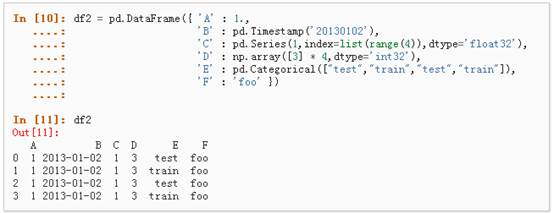 In [10]: df2 = pd.DataFrame({ 'A' : 1.,
   ....:                      'B' : pd.Timestamp('20130102'),
   ....:                      'C' : pd.Series(1,index=list(range(4)),dtype='float32'),
   ....:                      'D' : np.array([3] * 4,dtype='int32'),
   ....:                      'E' : pd.Categorical(["test","train","test","train"]),
   ....:                      'F' : 'foo' })
   ....:
In [11]: df2
Out[11]:
   A          B  C  D      E    F
0  1 2013-01-02  1  3   test  foo
1  1 2013-01-02  1  3  train  foo
2  1 2013-01-02  1  3   test  foo
3  1 2013-01-02  1  3  train  foo